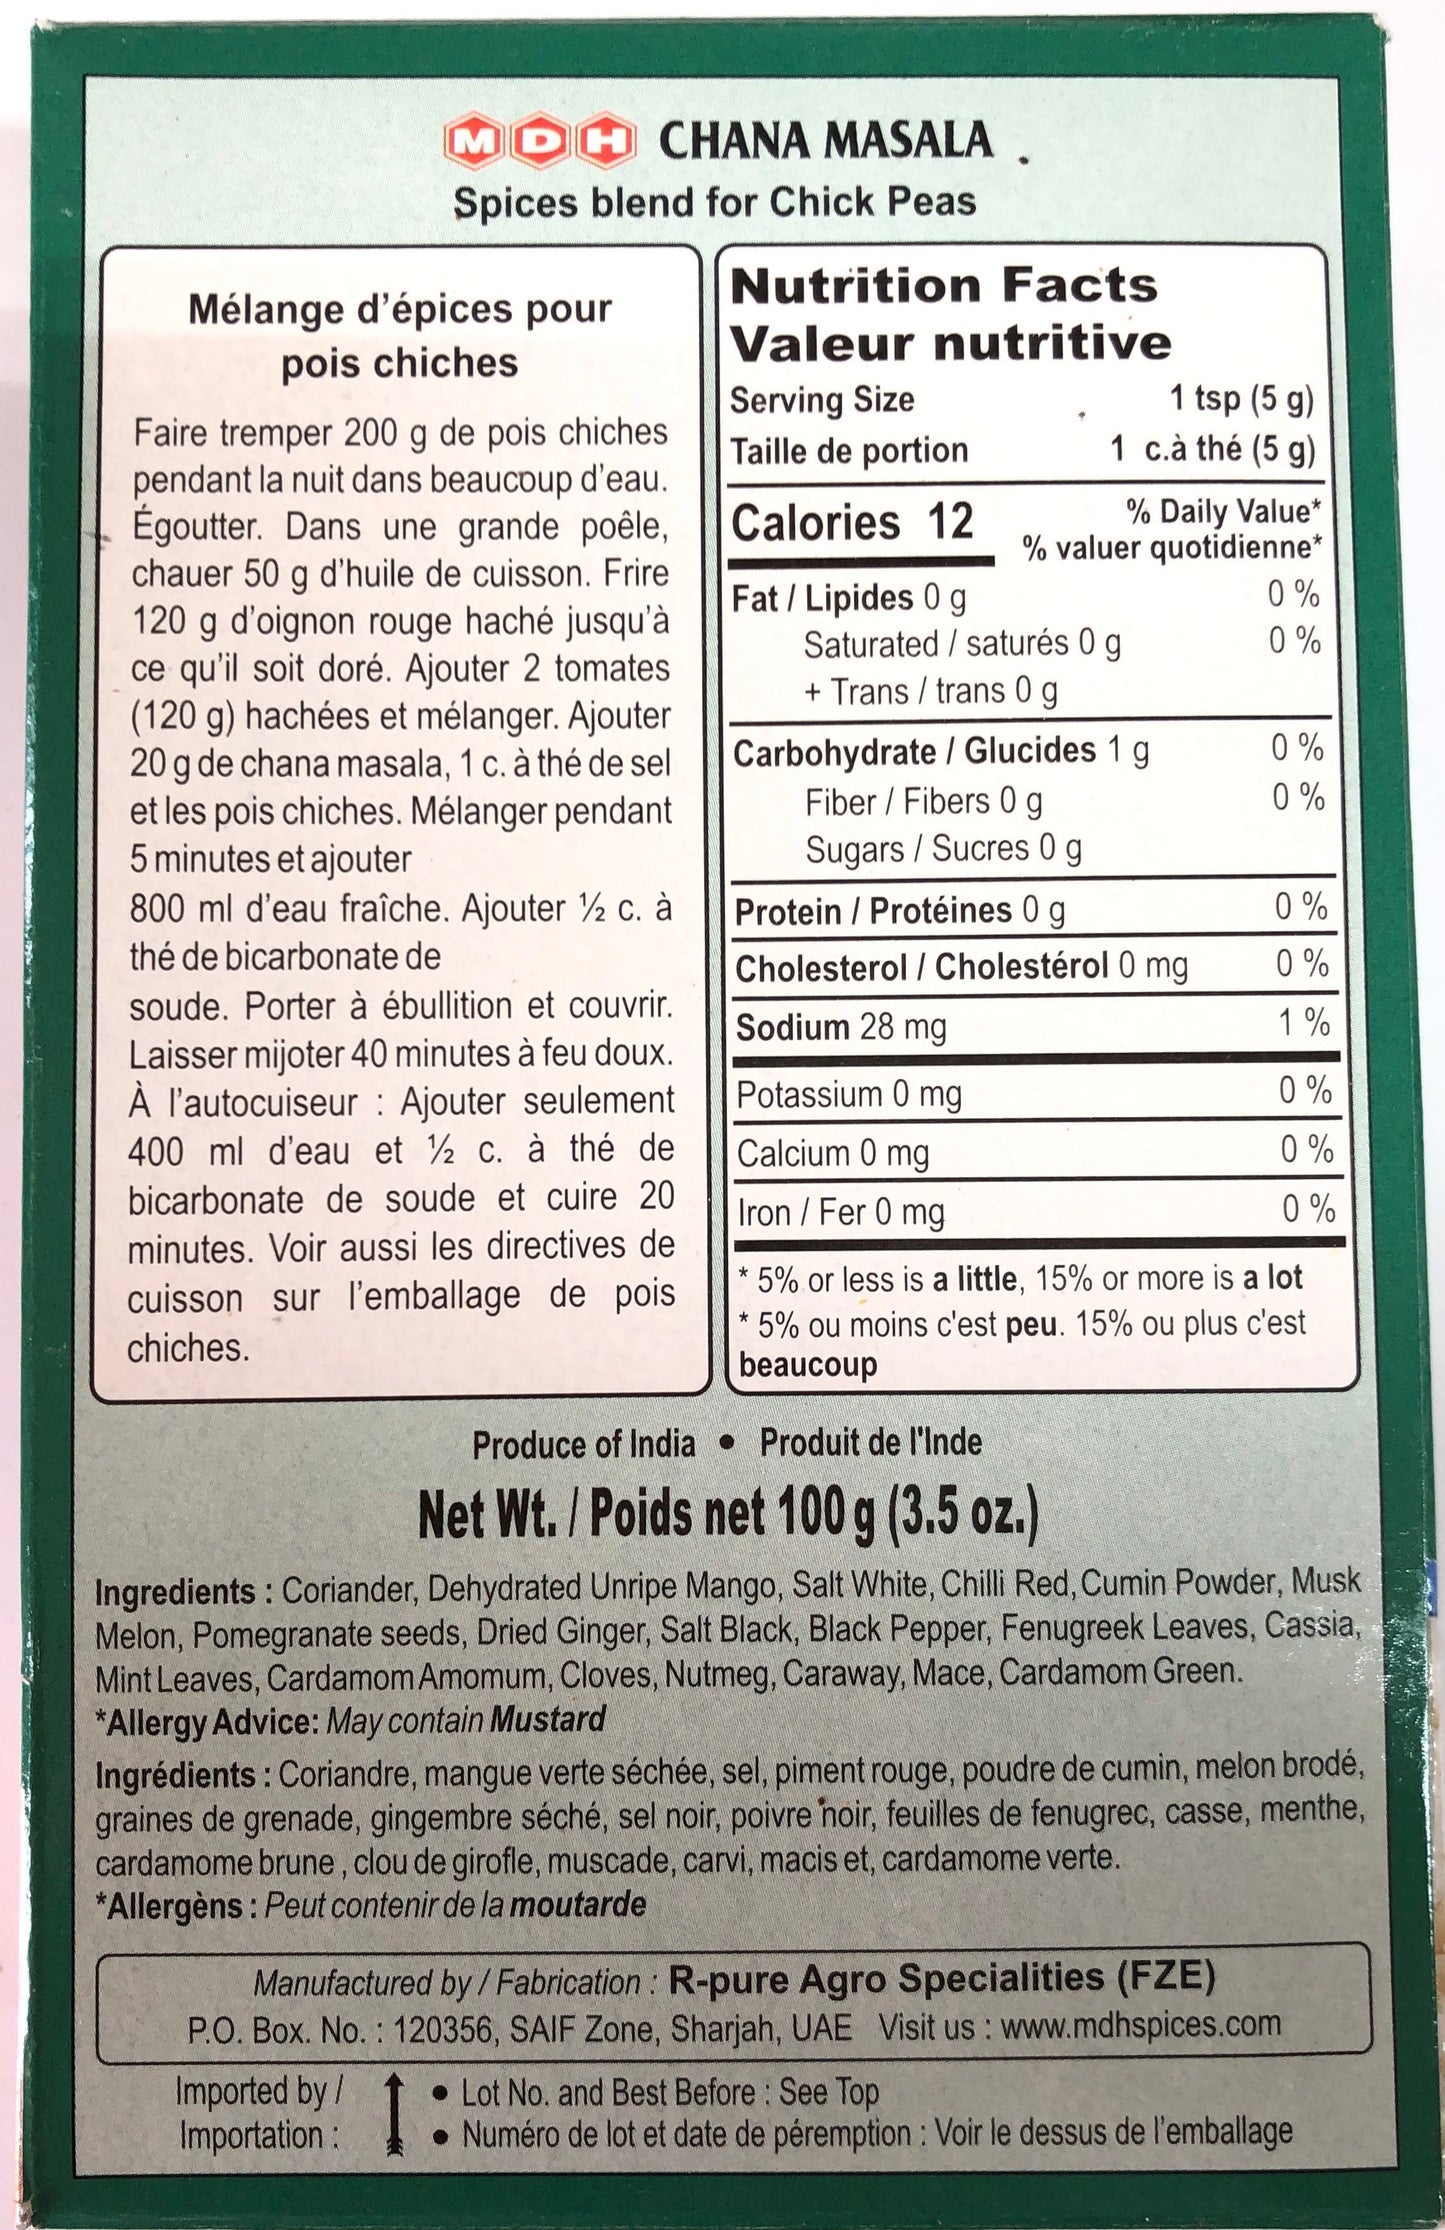 MDH CHANA MASALA
Spices blend for Chick Peas
Mélange d'épices pour
pois chiches
Faire tremper 200 g de pois chiches
pendant la nuit dans beaucoup d'eau.
Égoutter. Dans une grande poêle,
chauer 50 g d'huile de cuisson. Frire
120 g d'oignon rouge haché jusqu'à
ce qu'il soit doré. Ajouter 2 tomates
(120 g) hachées et mélanger. Ajouter
20 g de chana masala, 1 c. à thé de sel
et les pois chiches. Mélanger pendant
5 minutes et ajouter
800 ml d'eau fraîche. Ajouter ½ c. à
thé de bicarbonate de
soude. Porter à ébullition et couvrir.
Laisser mijoter 40 minutes à feu doux.
À l'autocuiseur : Ajouter seulement
400 ml d'eau et ½ c. à thé de
bicarbonate de soude et cuire 20
minutes. Voir aussi les directives de
cuisson sur l'emballage de pois
chiches.
Nutrition Facts
Valeur nutritive
Serving Size 1 tsp (5 g)
Taille de portion 1 c.à thé (5 g)
Calories 12 % Daily Value*
% valuer quotidienne*
Fat / Lipides 0 g 0 %
Saturated / saturés 0 g 0 %
+ Trans / trans 0 g
Carbohydrate / Glucides 1 g 0 %
Fiber / Fibers 0 g 0 %
Sugars / Sucres 0 g
Protein / Protéines 0 g 0 %
Cholesterol / Cholestérol 0 mg 0 %
Sodium 28 mg 1 %
Potassium 0 mg 0 %
Calcium 0 mg 0 %
Iron / Fer 0 mg 0 %
* 5% or less is a little, 15% or more is a lot
* 5% ou moins c'est peu. 15% ou plus c'est
beaucoup
Produce of India • Produit de l'Inde
Net Wt. / Poids net 100 g (3.5 oz.)
Ingredients : Coriander, Dehydrated Unripe Mango, Salt White, Chilli Red, Cumin Powder, Musk
Melon, Pomegranate seeds, Dried Ginger, Salt Black, Black Pepper, Fenugreek Leaves, Cassia,
Mint Leaves, Cardamom Amomum, Cloves, Nutmeg, Caraway, Mace, Cardamom Green.
*Allergy Advice: May contain Mustard
Ingrédients : Coriandre, mangue verte séchée, sel, piment rouge, poudre de cumin, melon brodé,
graines de grenade, gingembre séché, sel noir, poivre noir, feuilles de fenugrec, casse, menthe,
cardamome brune , clou de girofle, muscade, carvi, macis et, cardamome verte.
*Allergèns : Peut contenir de la moutarde
Manufactured by / Fabrication : R-pure Agro Specialities (FZE)
P.O. Box. No. : 120356, SAIF Zone, Sharjah, UAE Visit us : www.mdhspices.com
Imported by /
Importation :
• Lot No. and Best Before : See Top
• Numéro de lot et date de péremption : Voir le dessus de l'emballage